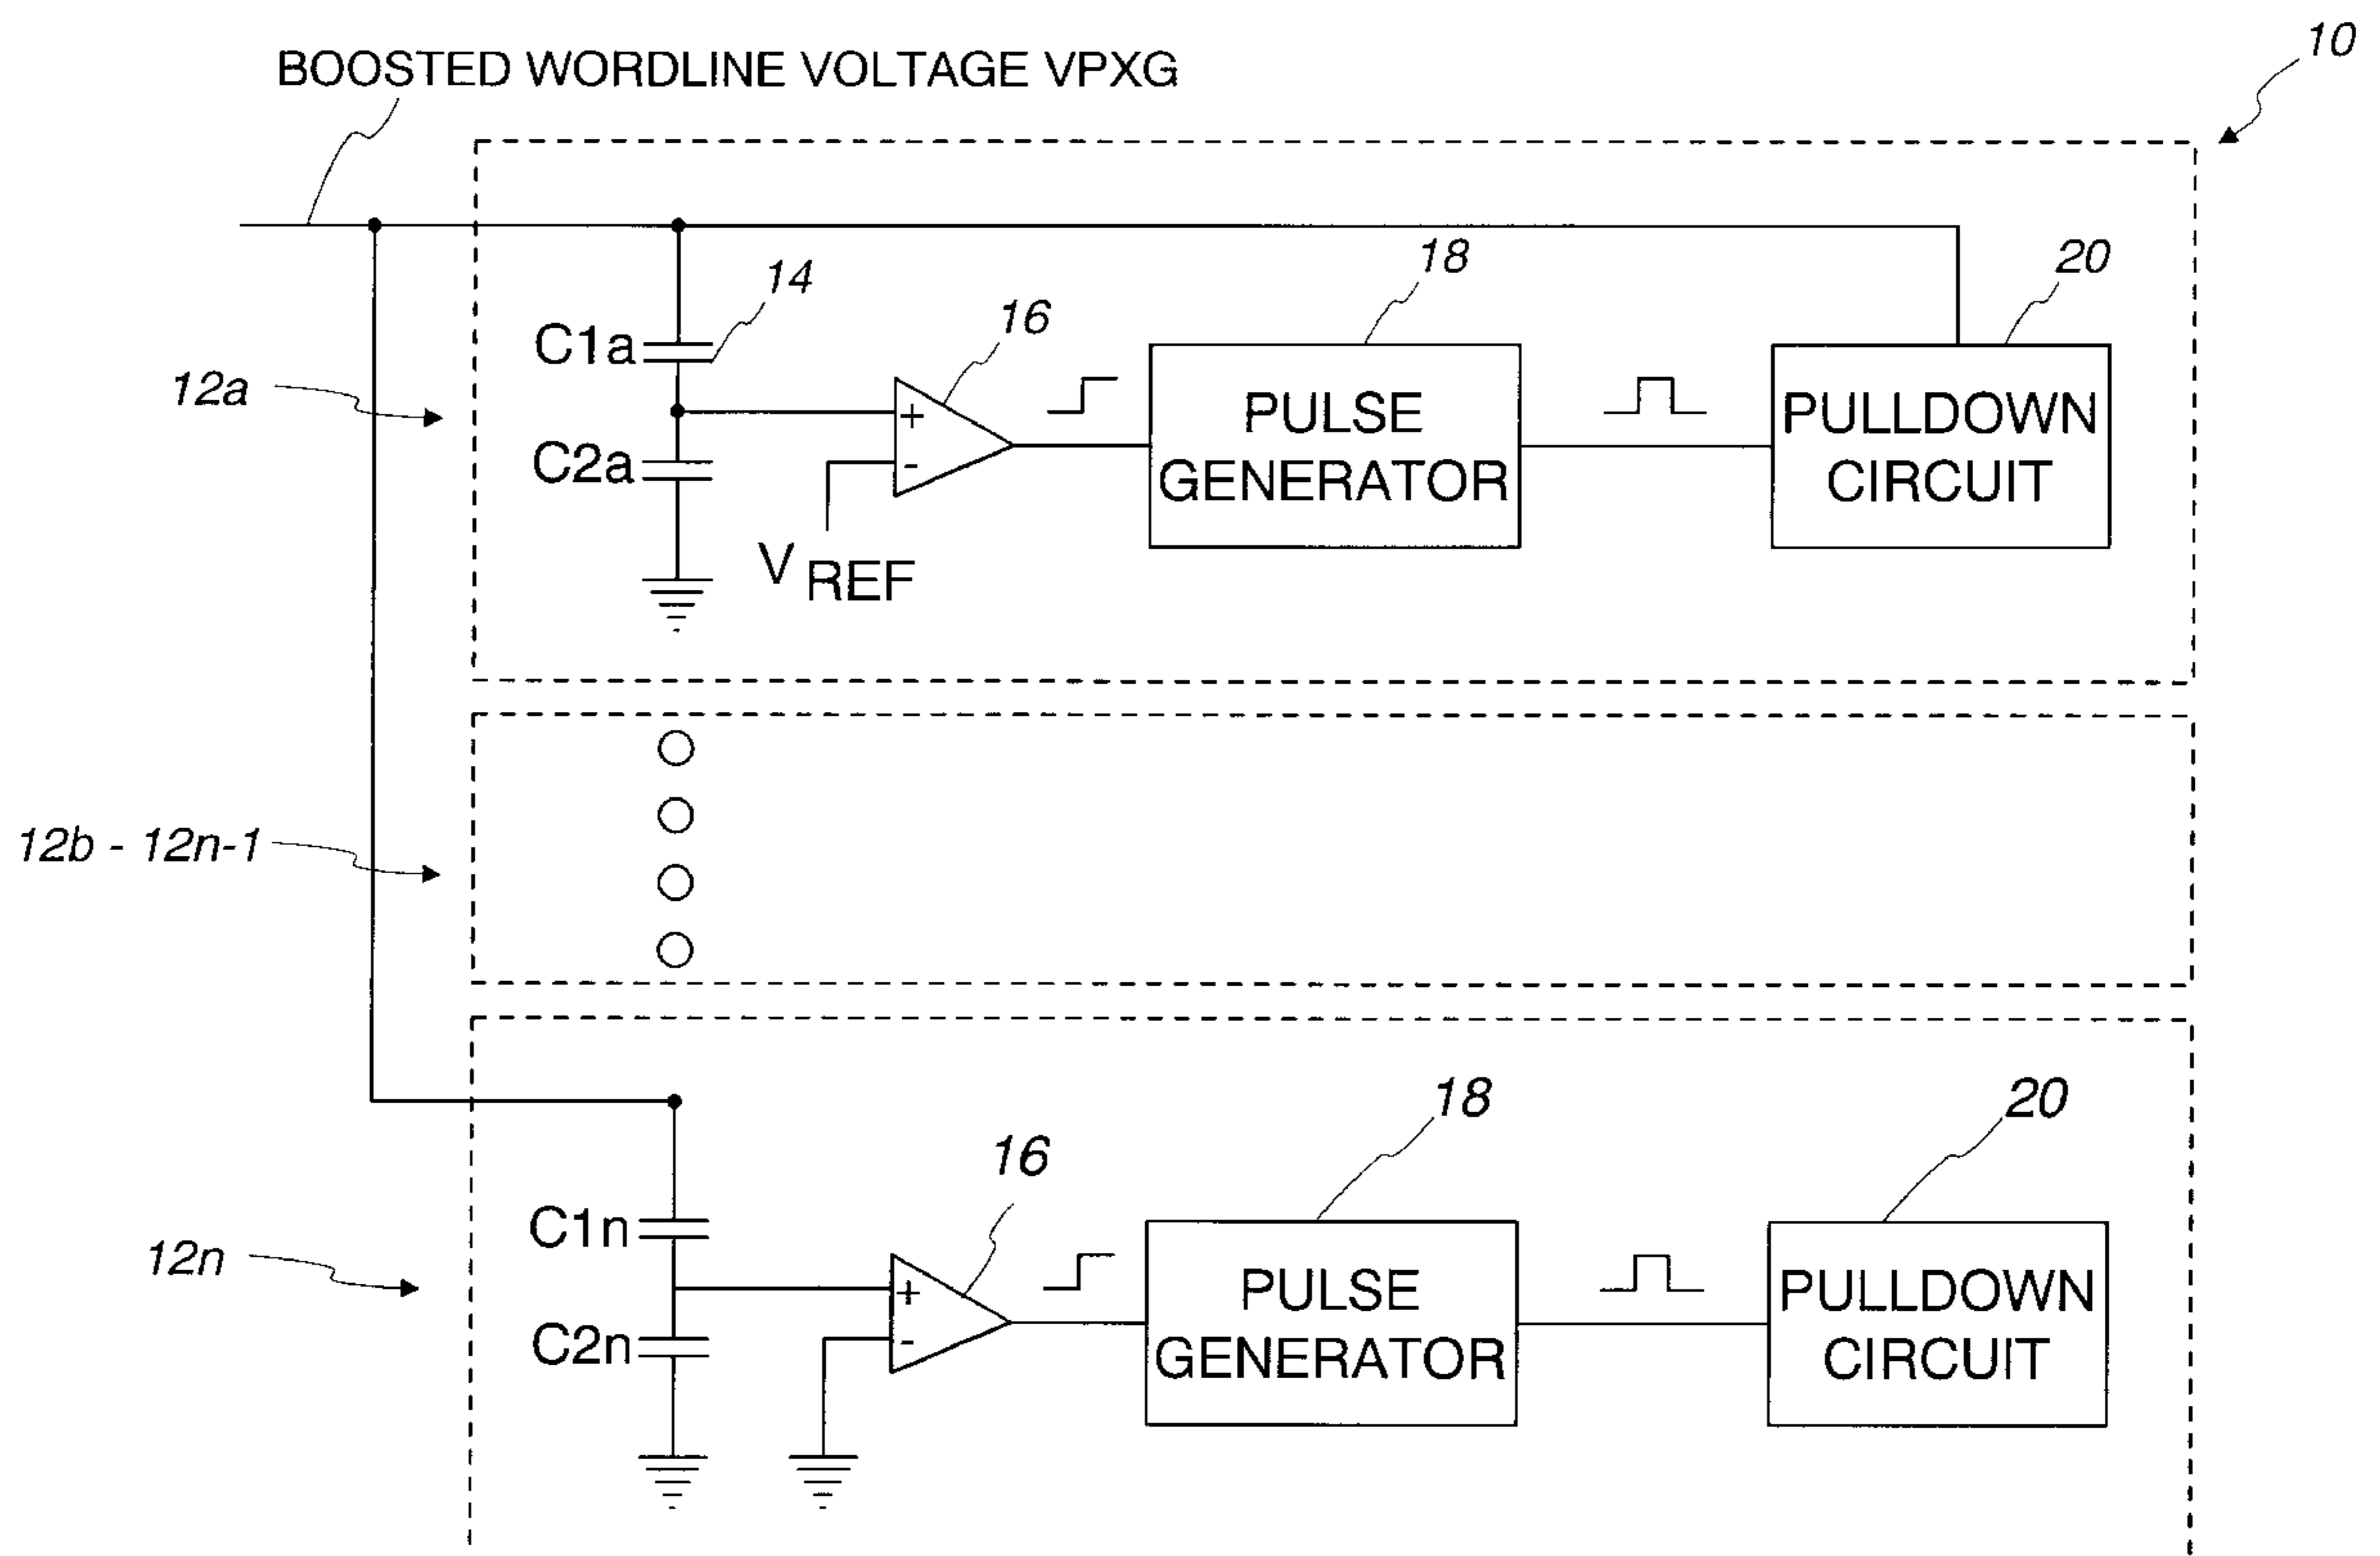 10
BOOSTED WORDLINE VOLTAGE VPXG
18
20
14
16
C1a
12a
+
PULSE
GENERATOR
PULLDOWN
CIRCUIT
C2a
-
V REF
12b - 12n-1
18
20
16
C1n
12n
+
PULSE
GENERATOR
PULLDOWN
CIRCUIT
C2n
-